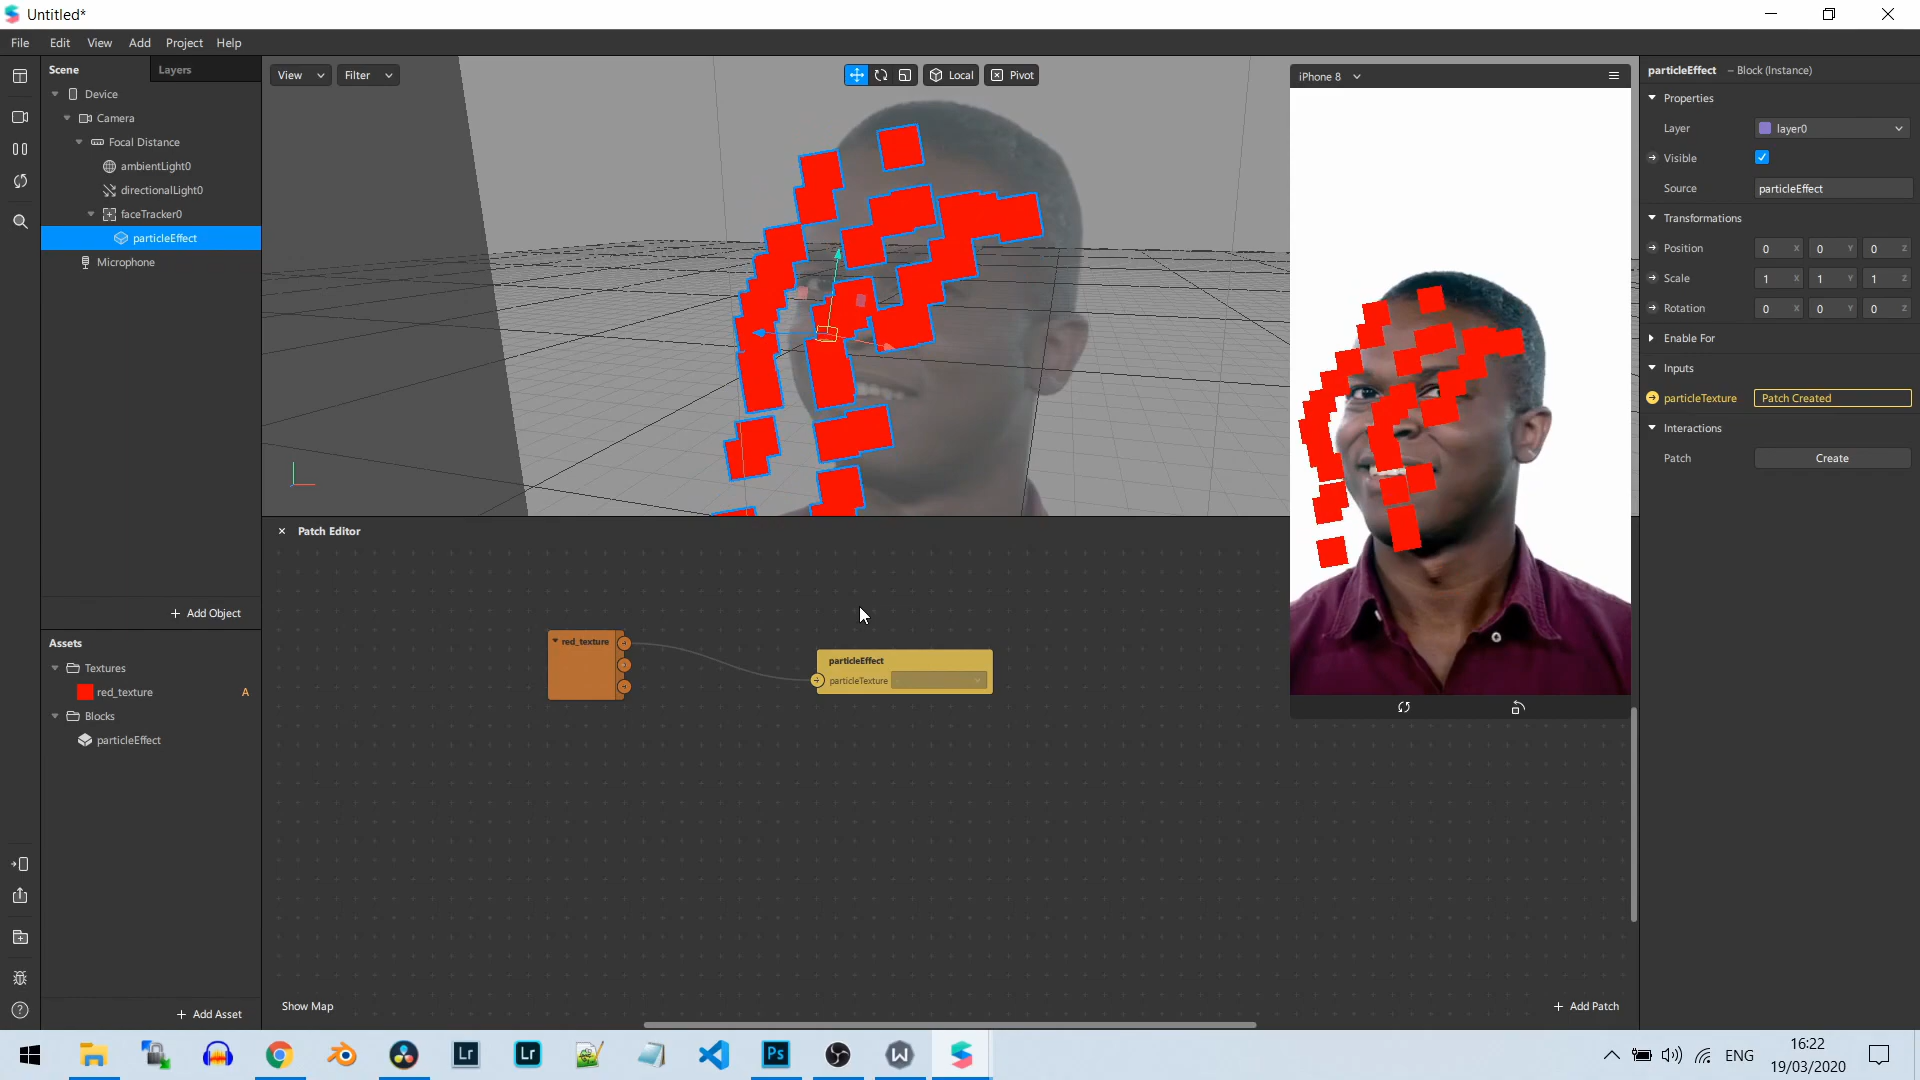 Untitled*
File Edit View Add Project Help
Scene Layers
Device
Camera
Focal Distance
ambientLight0
directionalLight0
faceTracker0
particleEffect
Microphone
+ Add Object
Assets
Textures
red_texture A
Blocks
particleEffect
+ Add Asset
View Filter Local Pivot
iPhone 8
× Patch Editor
red_texture
particleEffect
particleTexture
Show Map
+ Add Patch
particleEffect – Block (Instance)
Properties
Layer layer0
Visible
Source particleEffect
Transformations
Position 0 X 0 Y 0 Z
Scale 1 X 1 Y 1 Z
Rotation 0 X 0 Y 0 Z
Enable For
Inputs
particleTexture Patch Created
Interactions
Patch Create
Lr Lr Ps ENG
16:22
19/03/2020